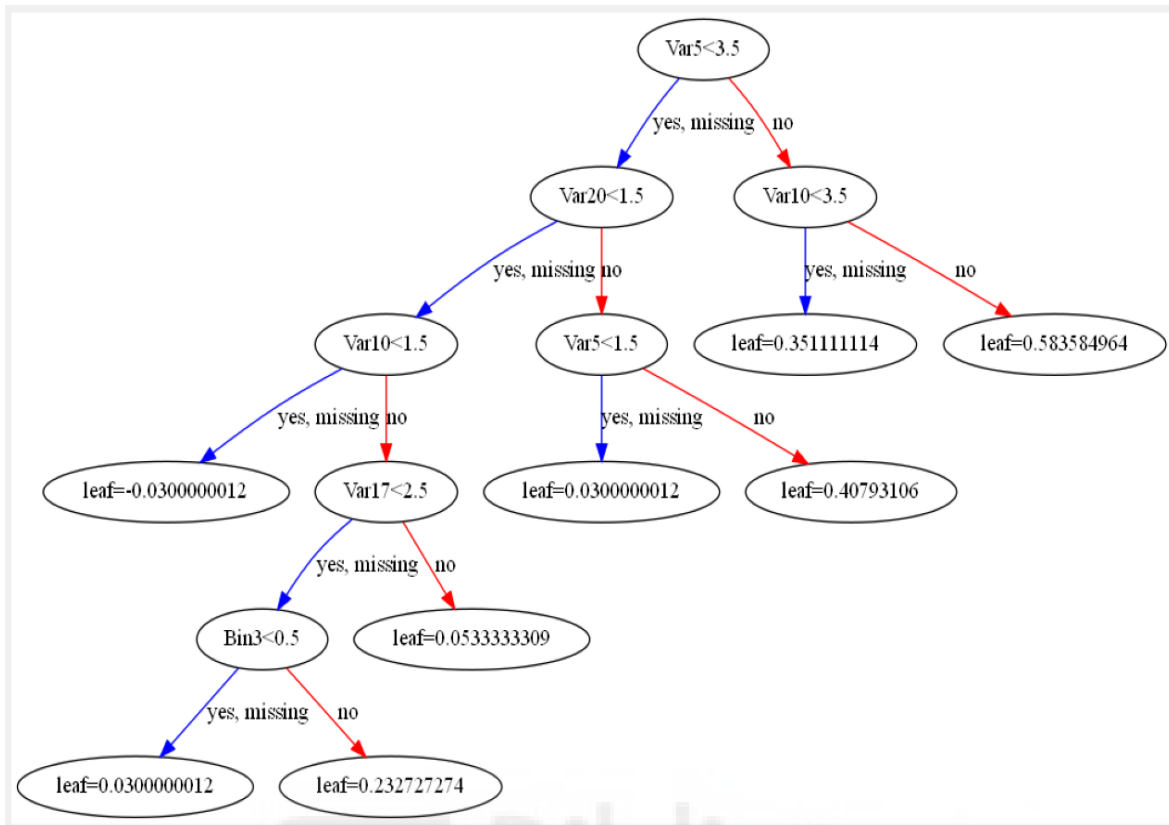 Var5<3.5
yes, missing
no
Var20<1.5
Var10<3.5
yes, missing
no
yes, missing
no
Var10<1.5
Var5<1.5
leaf=0.351111114
leaf=0.583584964
yes, missing
no
yes, missing
no
leaf=-0.0300000012
Var17<2.5
leaf=0.0300000012
leaf=0.40793106
yes, missing
no
Bin3<0.5
leaf=0.0533333309
yes, missing
no
leaf=0.0300000012
leaf=0.232727274